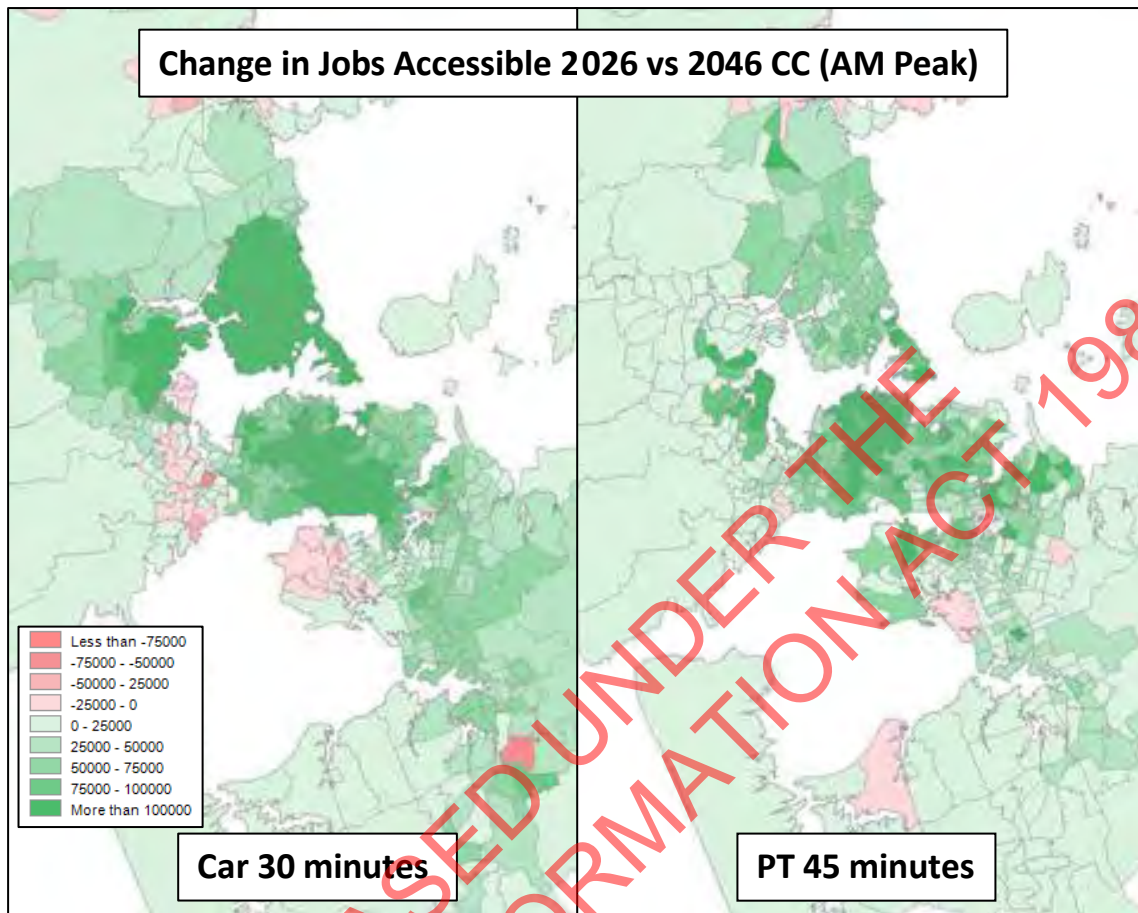 Change in Jobs Accessible 2026 vs 2046 CC (AM Peak)
Less than -75000
-75000 - -50000
-50000 - 25000
-25000 - 0
0 - 25000
25000 - 50000
50000 - 75000
75000 - 100000
More than 100000
Car 30 minutes
PT 45 minutes
ASED UNDER THE
FORMATION ACT 198